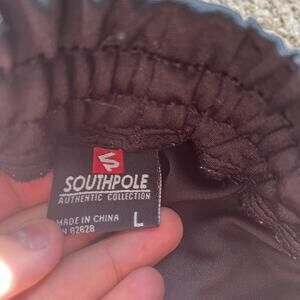 SOUTHPOLE
AUTHENTIC COLLECTION
MADE IN CHINA
L
N 82628